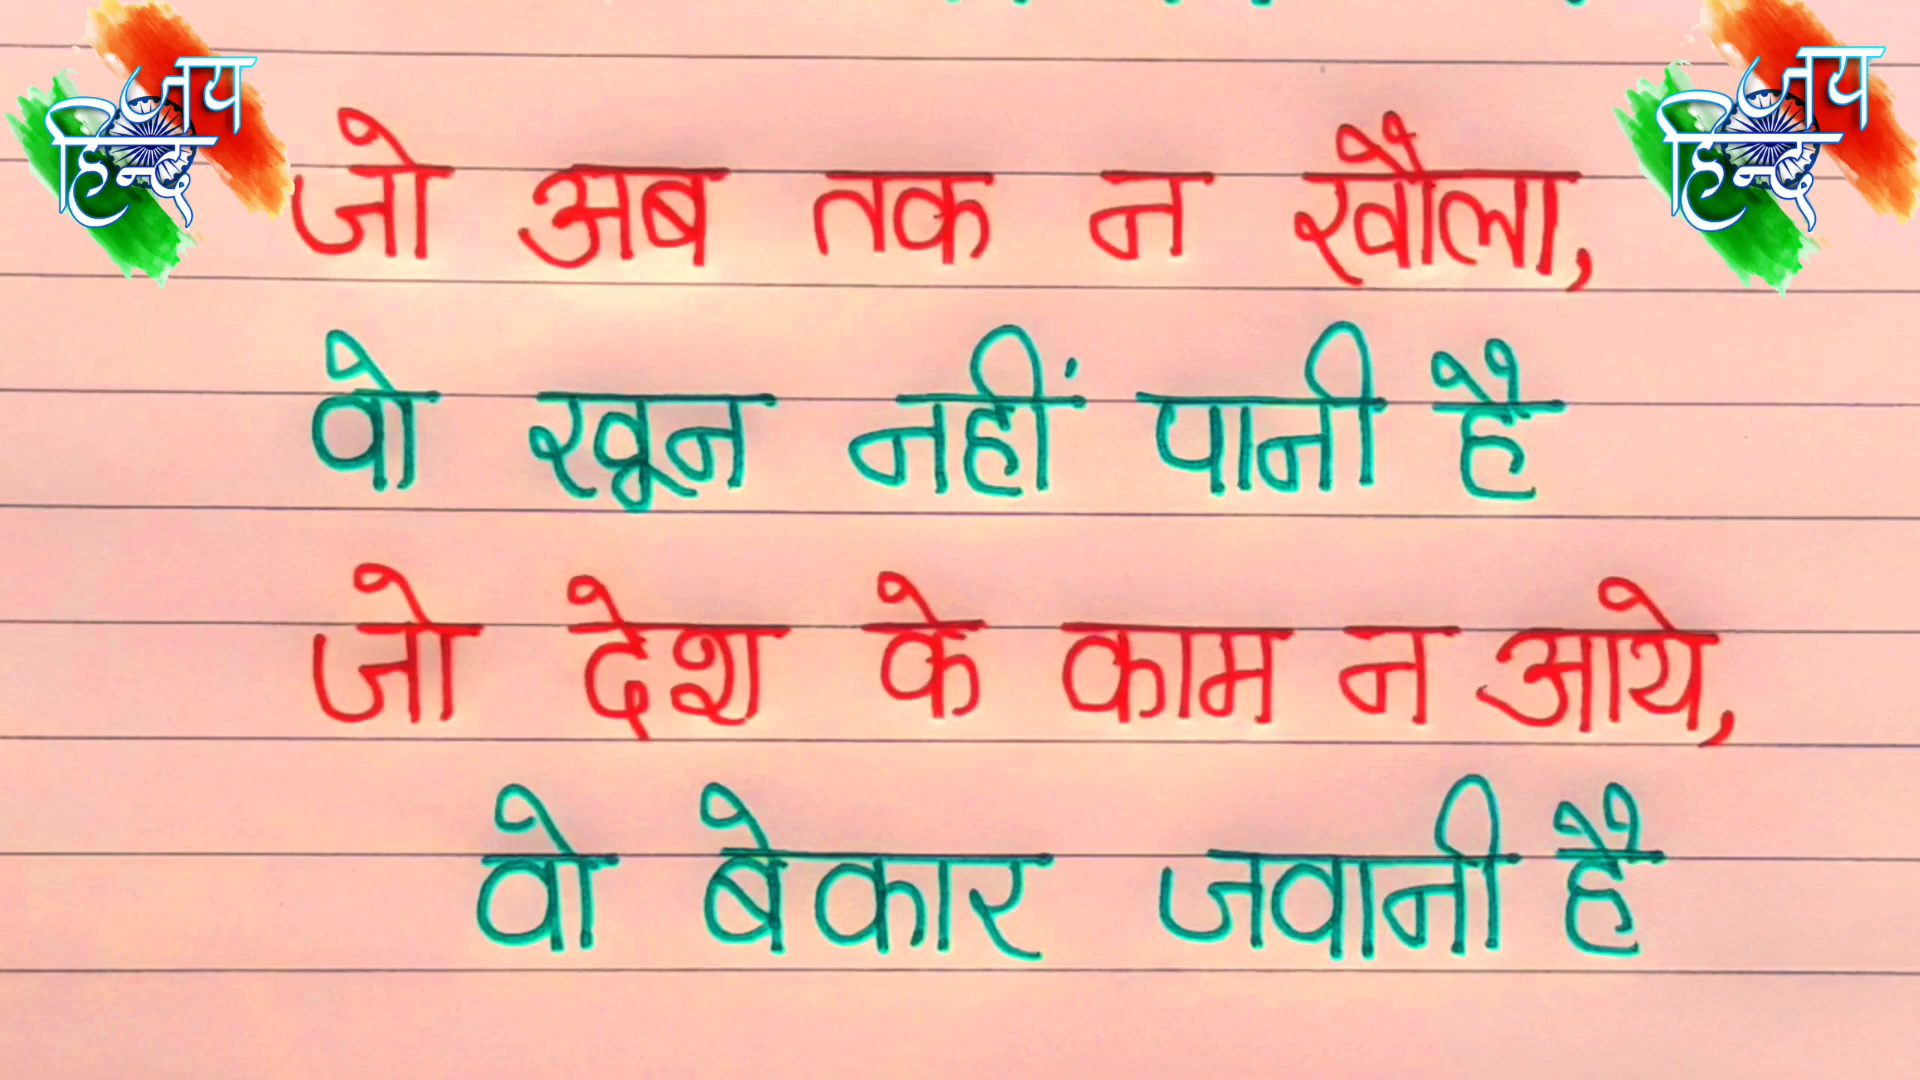 जय हिन्द
जय हिन्द
जो अब तक न खौला,
वो खून नहीं पानी है
जो देश के काम न आये,
वो बेकार जवानी है